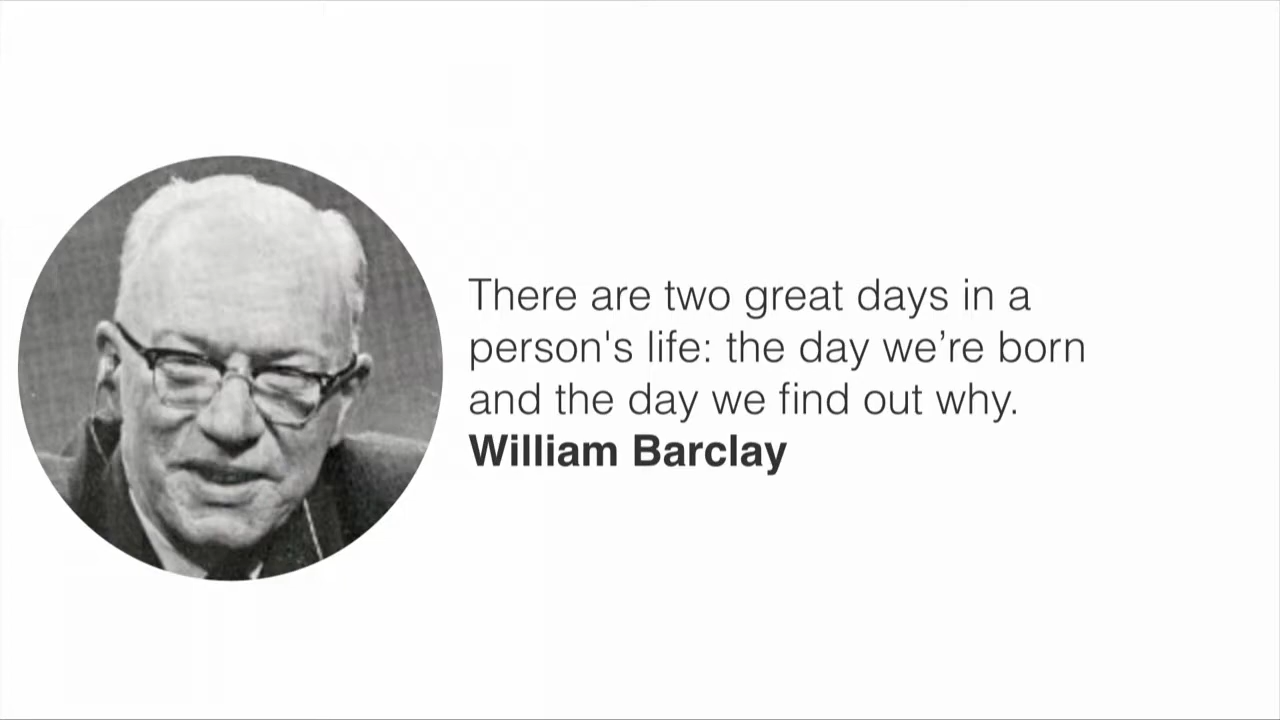 There are two great days in a
person's life: the day we’re born
and the day we find out why.
William Barclay